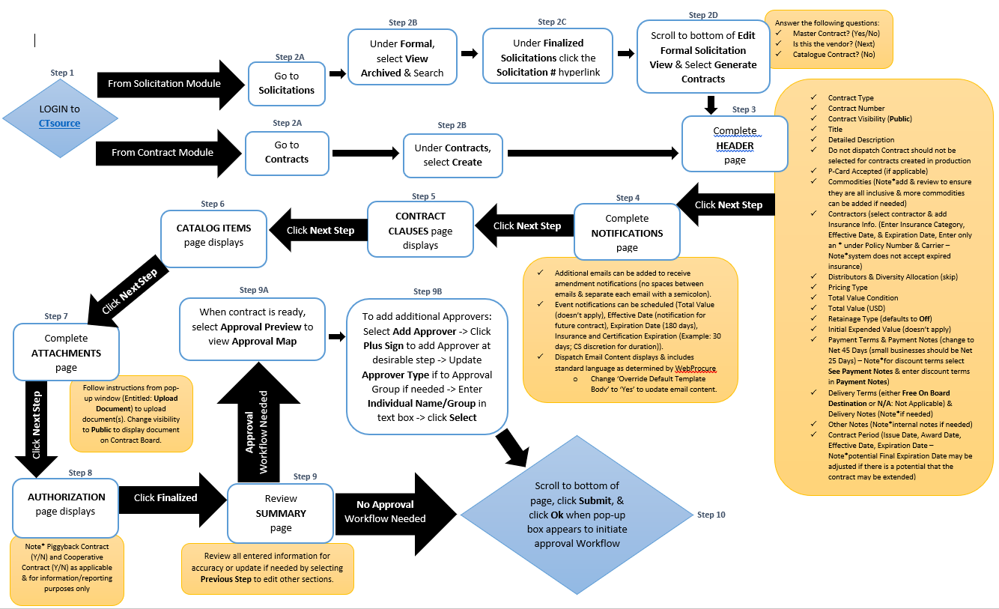 Step 1
LOGIN to
CTsource
From Solicitation Module
Step 2A
Go to
Solicitations
Step 2B
Under Formal,
select View
Archived & Search
Step 2C
Under Finalized
Solicitations click the
Solicitation # hyperlink
Step 2D
Scroll to bottom of Edit
Formal Solicitation
View & Select Generate
Contracts
Answer the following questions:
✓ Master Contract? (Yes/No)
✓ Is this the vendor? (Next)
✓ Catalogue Contract? (No)
From Contract Module
Step 2A
Go to
Contracts
Step 2B
Under Contracts,
select Create
Step 3
Complete
HEADER
page
✓ Contract Type
✓ Contract Number
✓ Contract Visibility (Public)
✓ Title
✓ Detailed Description
✓ Do not dispatch Contract should not be
selected for contracts created in production
✓ P-Card Accepted (if applicable)
✓ Commodities (Note*add & review to ensure
they are all inclusive & more commodities
can be added if needed)
✓ Contractors (select contractor & add
Insurance Info. (Enter Insurance Category,
Effective Date, & Expiration Date, Enter only
an * under Policy Number & Carrier –
Note*system does not accept expired
insurance)
✓ Distributors & Diversity Allocation (skip)
✓ Pricing Type
✓ Total Value Condition
✓ Total Value (USD)
✓ Retainage Type (defaults to Off)
✓ Initial Expended Value (doesn't apply)
✓ Payment Terms & Payment Notes (change to
Net 45 Days (small businesses should be Net
25 Days) – Note*for discount terms select
See Payment Notes & enter discount terms
in Payment Notes)
✓ Delivery Terms (either Free On Board
Destination or N/A: Not Applicable) &
Delivery Notes (Note*if needed)
✓ Other Notes (Note*internal notes if needed)
✓ Contract Period (Issue Date, Award Date,
Effective Date, Expiration Date –
Note*potential Final Expiration Date may be
adjusted if there is a potential that the
contract may be extended)
Click Next Step
Step 4
Complete
NOTIFICATIONS
page
✓ Additional emails can be added to receive
amendment notifications (no spaces between
emails & separate each email with a semicolon).
✓ Event notifications can be scheduled (Total Value
(doesn't apply), Effective Date (notification for
future contract), Expiration Date (180 days),
Insurance and Certification Expiration (Example: 30
days; CS discretion for duration)).
✓ Dispatch Email Content displays & includes
standard language as determined by WebProcure
o Change 'Override Default Template
Body' to 'Yes' to update email content.
Click Next Step
Step 5
CONTRACT
CLAUSES page
displays
Click Next Step
Step 6
CATALOG ITEMS
page displays
Click Next Step
Step 7
Complete
ATTACHMENTS
page
Follow instructions from pop-
up window (Entitled: Upload
Document) to upload
document(s). Change visibility
to Public to display document
on Contract Board.
Click Next Step
Step 8
AUTHORIZATION
page displays
Note* Piggyback Contract
(Y/N) and Cooperative
Contract (Y/N) as applicable
& for information/reporting
purposes only
Click Finalized
Step 9
Review
SUMMARY
page
Review all entered information for
accuracy or update if needed by selecting
Previous Step to edit other sections.
Approval
Workflow Needed
Step 9A
When contract is ready,
select Approval Preview to
view Approval Map
Step 9B
To add additional Approvers:
Select Add Approver -> Click
Plus Sign to add Approver at
desirable step -> Update
Approver Type if to Approval
Group if needed -> Enter
Individual Name/Group in
text box -> click Select
No Approval
Workflow Needed
Scroll to bottom of
page, click Submit, &
click Ok when pop-up
box appears to initiate
approval Workflow
Step 10